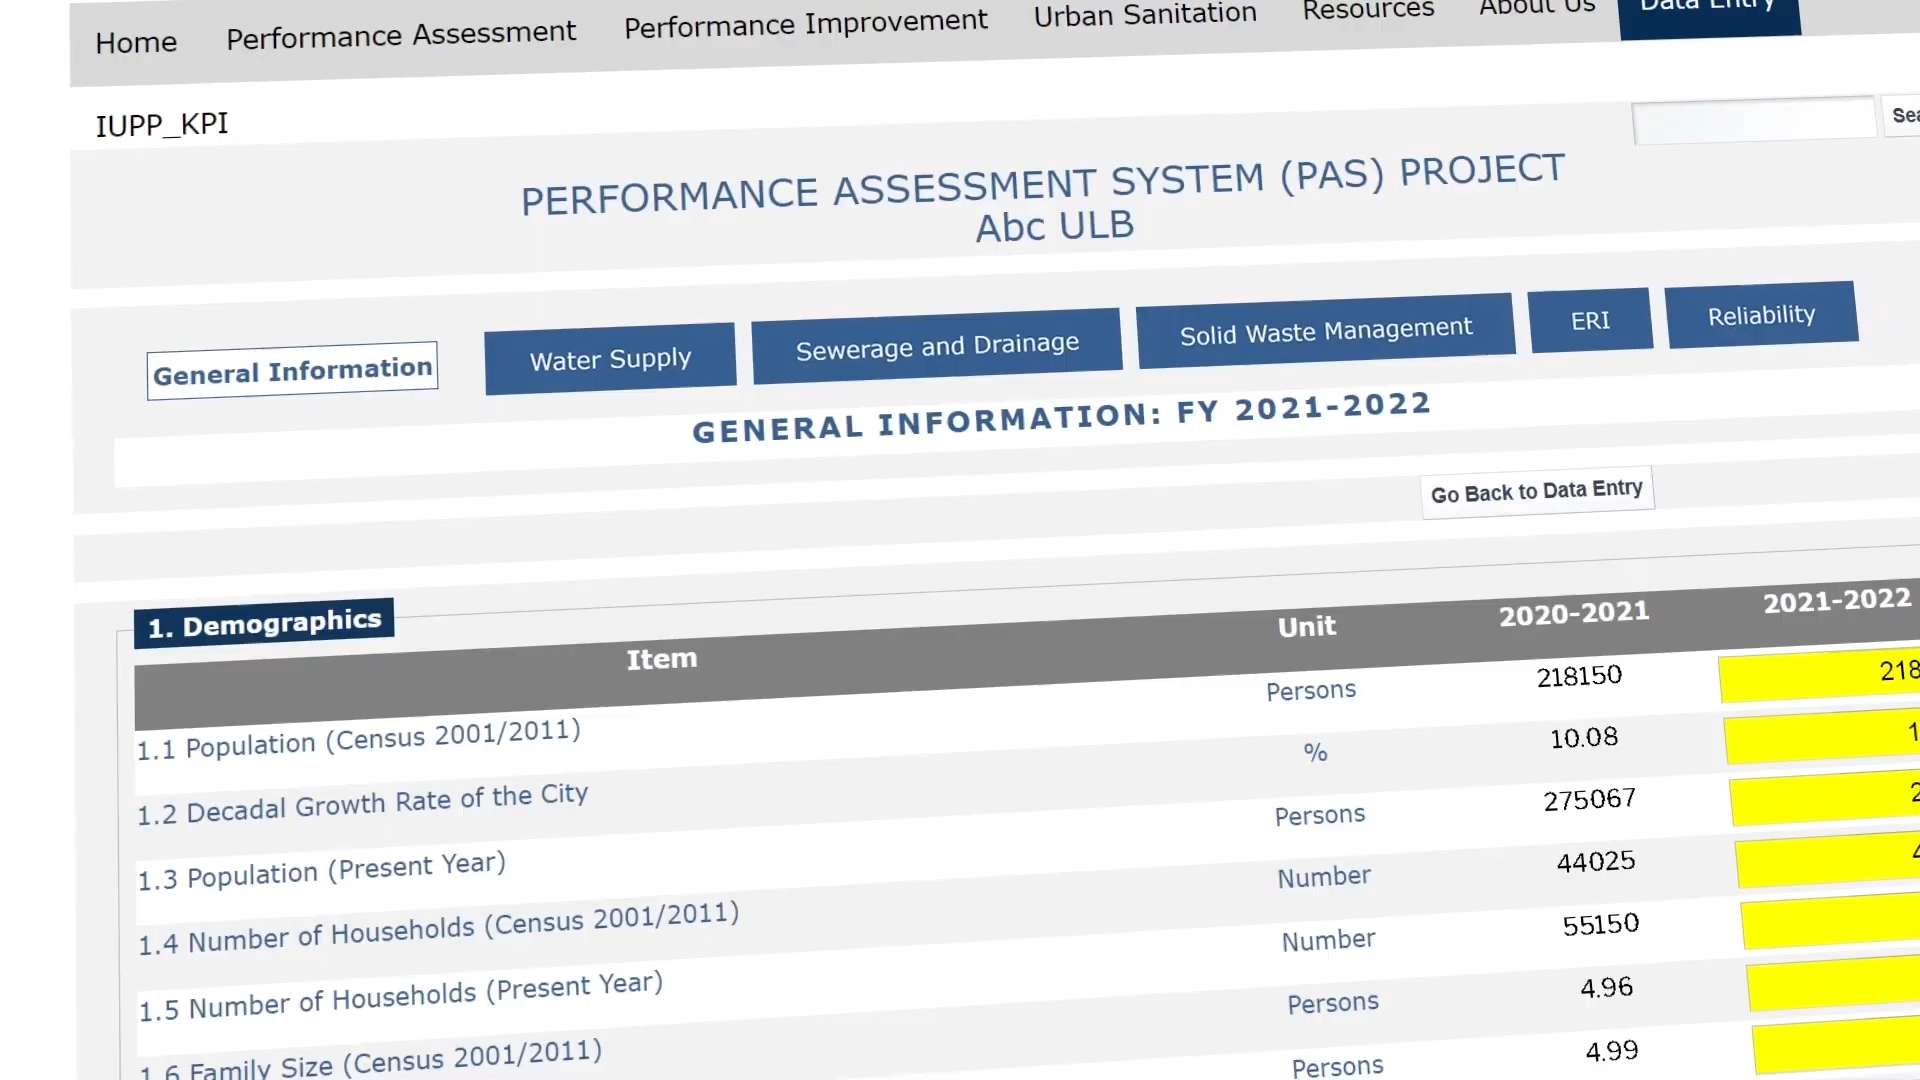 Home Performance Assessment Performance Improvement Urban Sanitation Resources About Us Data Entry
IUPP_KPI
PERFORMANCE ASSESSMENT SYSTEM (PAS) PROJECT
Abc ULB
General Information Water Supply Sewerage and Drainage Solid Waste Management ERI Reliability
GENERAL INFORMATION: FY 2021-2022
Go Back to Data Entry
1. Demographics
Item Unit 2020-2021 2021-2022
1.1 Population (Census 2001/2011) Persons 218150
1.2 Decadal Growth Rate of the City % 10.08
1.3 Population (Present Year) Persons 275067
1.4 Number of Households (Census 2001/2011) Number 44025
1.5 Number of Households (Present Year) Number 55150
1.6 Family Size (Census 2001/2011) Persons 4.96
Persons 4.99